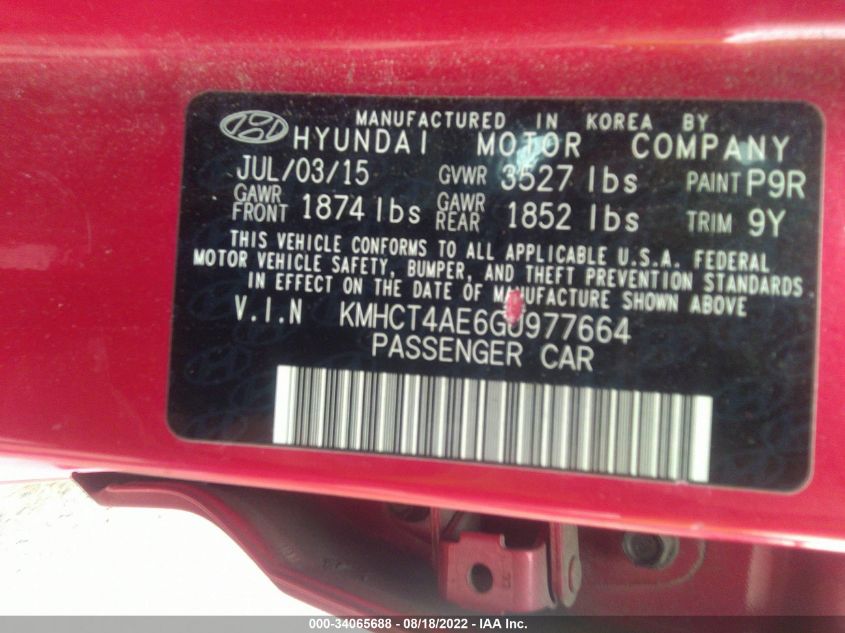 MANUFACTURED IN KOREA BY
HYUNDAI MOTOR COMPANY
JUL/03/15 GVWR 3527 lbs PAINT P9R
GAWR FRONT 1874 lbs GAWR REAR 1852 lbs TRIM 9Y
THIS VEHICLE CONFORMS TO ALL APPLICABLE U.S.A. FEDERAL
MOTOR VEHICLE SAFETY, BUMPER, AND THEFT PREVENTION STANDARDS
IN EFFECT ON THE DATE OF MANUFACTURE SHOWN ABOVE
V.I.N KMHCT4AE6GU977664
PASSENGER CAR
000-34065688 - 08/18/2022 - IAA Inc.